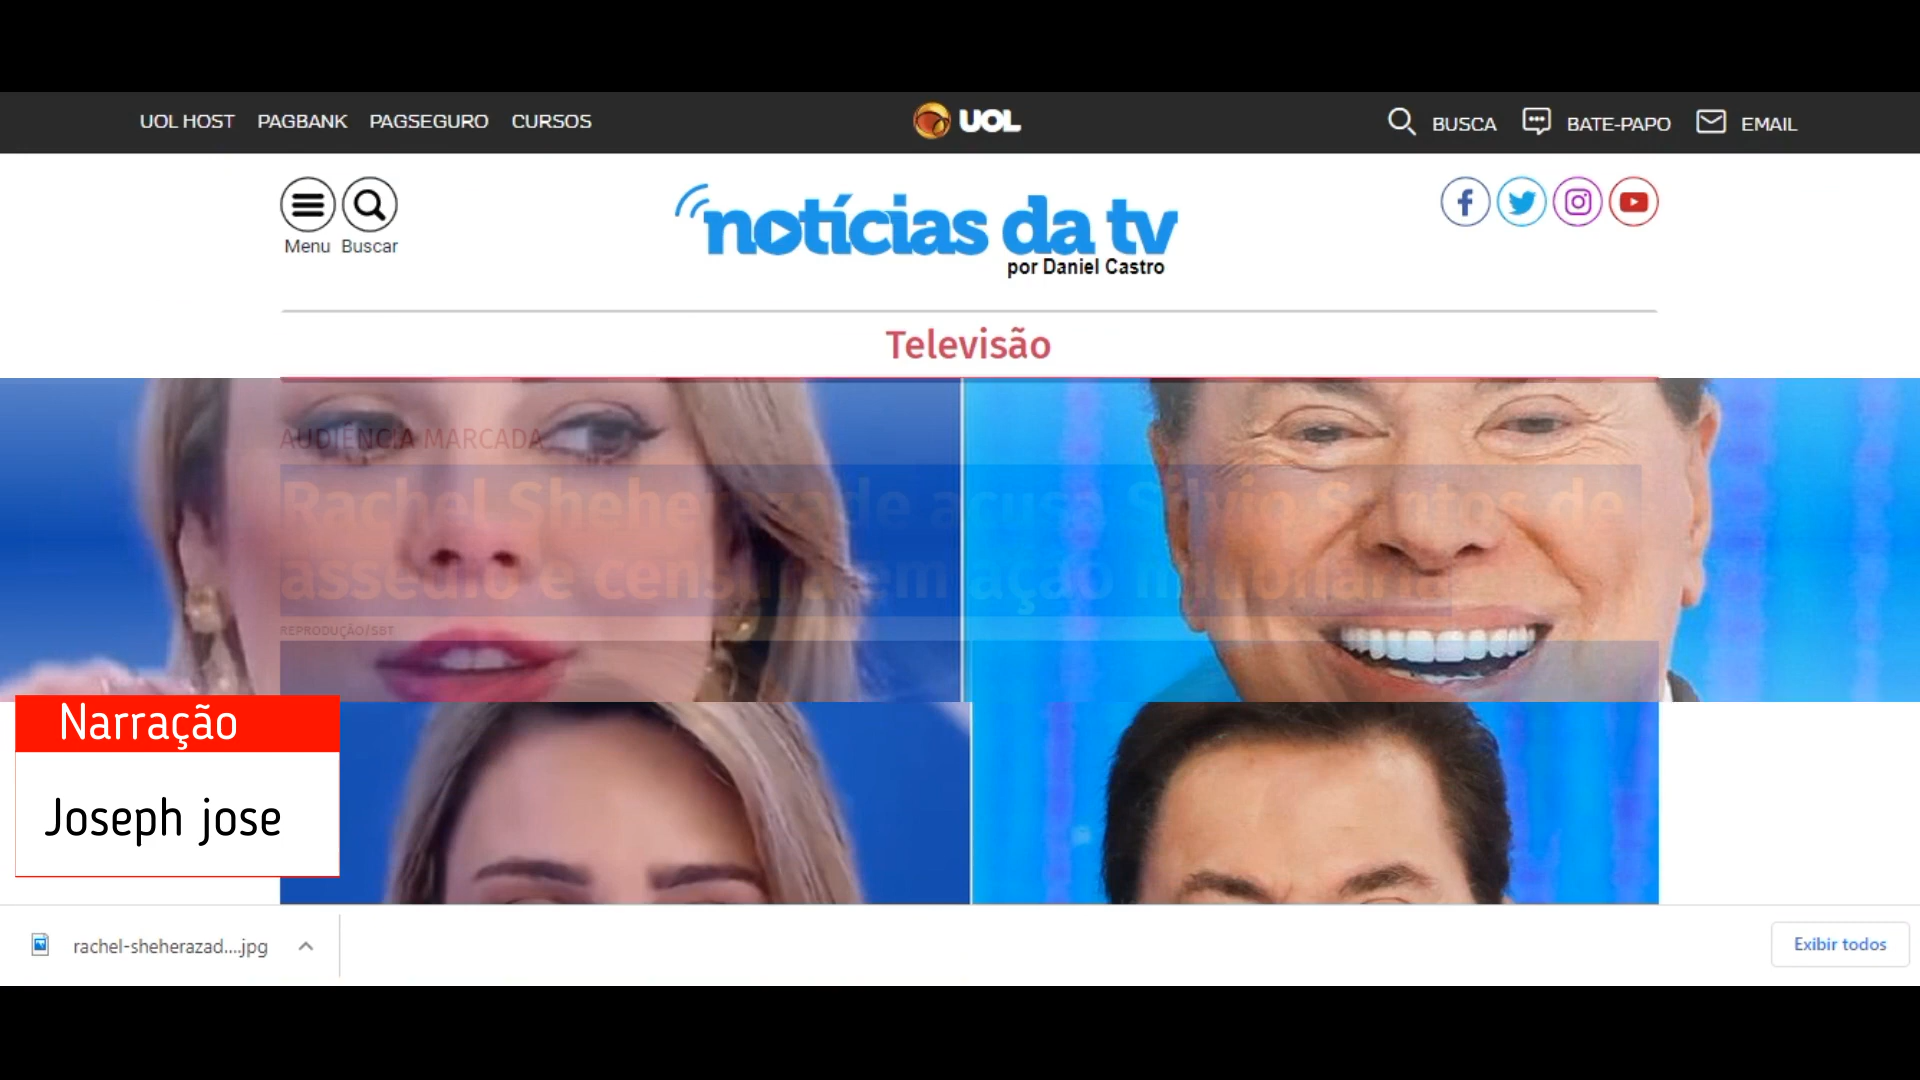 UOL HOST PAGBANK PAGSEGURO CURSOS UOL BUSCA BATE-PAPO EMAIL
Menu Buscar
notícias da tv
por Daniel Castro
Televisão
AUDIÊNCIA MARCADA
Rachel Sheherazade acusa Silvio Santos de
assédio e censura em ação milionária
REPRODUÇÃO/SBT
Narração
Joseph jose
rachel-sheherazad....jpg
Exibir todos